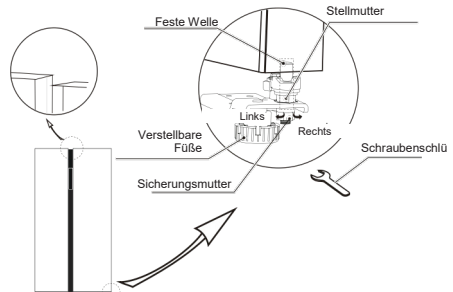 Stellmutter
Feste Welle
Links
Rechts
Verstellbare
Füße
Schraubenschlü
Sicherungsmutter